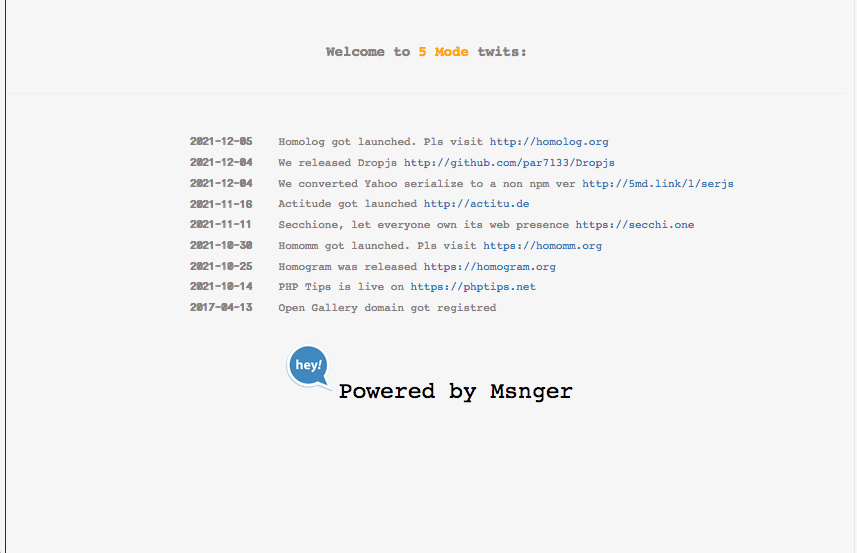 Welcome to 5 Mode twits:
2021-12-05 Homolog got launched. Pls visit http://homolog.org
2021-12-04 We released Dropjs http://github.com/par7133/Dropjs
2021-12-04 We converted Yahoo serialize to a non npm ver http://5md.link/l/serjs
2021-11-16 Actitude got launched http://actitu.de
2021-11-11 Secchione, let everyone own its web presence https://secchi.one
2021-10-30 Homomm got launched. Pls visit https://homomm.org
2021-10-25 Homogram was released https://homogram.org
2021-10-14 PHP Tips is live on https://phptips.net
2017-04-13 Open Gallery domain got registred
hey!
Powered by Msnger